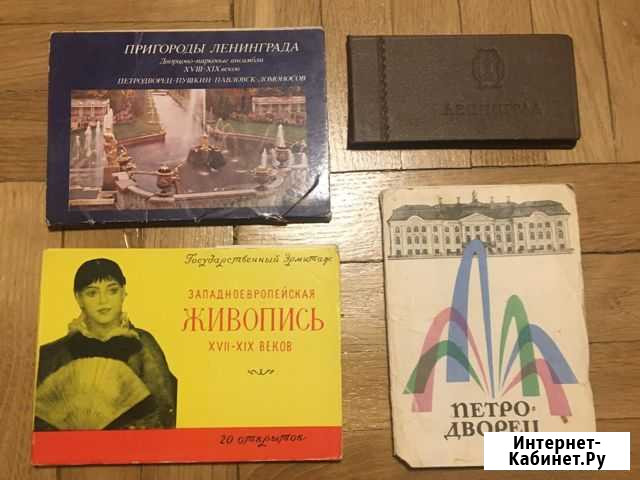 ПРИГОРОДЫ ЛЕНИНГРАДА
Дворцово-парковые ансамбли
XVIII-XIX веков
ПЕТРОДВОРЕЦ·ПУШКИН·ПАВЛОВСК·ЛОМОНОСОВ
ЛЕНИНГРАД
Государственный Эрмитаж
ЗАПАДНОЕВРОПЕЙСКАЯ
ЖИВОПИСЬ
XVII-XIX ВЕКОВ
20 открыток
ПЕТРО-
ДВОРЕЦ
Интернет-
Кабинет.Ру